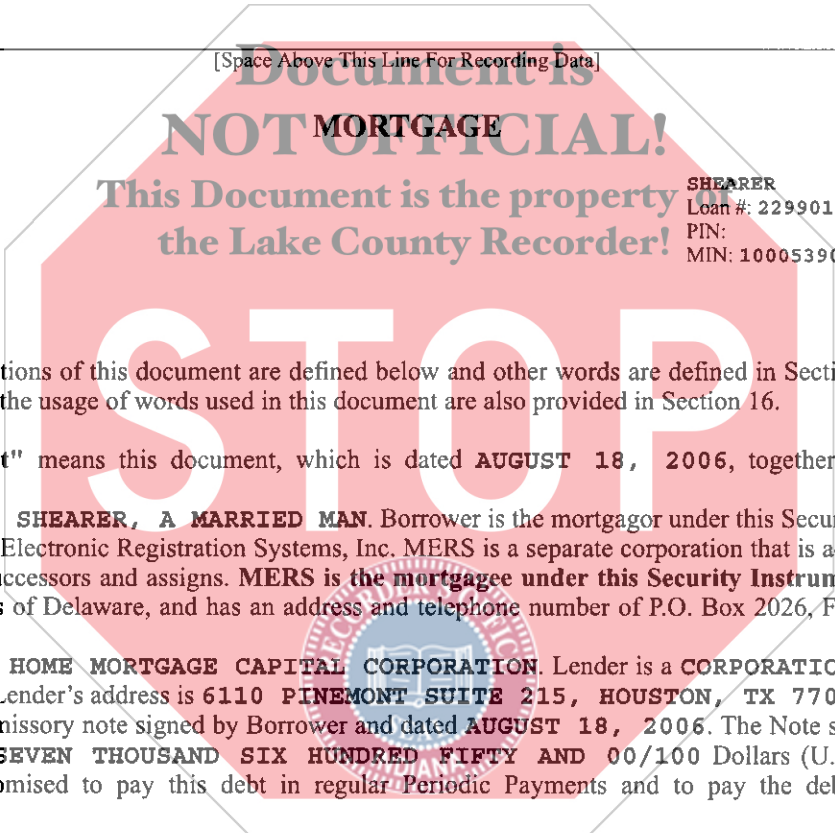 [Space Above This Line For Recording Data]
Document is
MORTGAGE
NOT OFFICIAL!
This Document is the property of
the Lake County Recorder!
SHEARER
Loan #: 229901
PIN:
MIN: 1000539
STOP
tions of this document are defined below and other words are defined in Secti
the usage of words used in this document are also provided in Section 16.
t" means this document, which is dated AUGUST 18, 2006, together
SHEARER, A MARRIED MAN. Borrower is the mortgagor under this Secu
Electronic Registration Systems, Inc. MERS is a separate corporation that is a
ccessors and assigns. MERS is the mortgagee under this Security Instrum
s of Delaware, and has an address and telephone number of P.O. Box 2026, F
HOME MORTGAGE CAPITAL CORPORATION. Lender is a CORPORATIO
Lender's address is 6110 PINEMONT SUITE 215, HOUSTON, TX 770
missory note signed by Borrower and dated AUGUST 18, 2006. The Note s
SEVEN THOUSAND SIX HUNDRED FIFTY AND 00/100 Dollars (U.
omised to pay this debt in regular Periodic Payments and to pay the deb
RECORDER'S OFFIC
SEAL
INDIANA